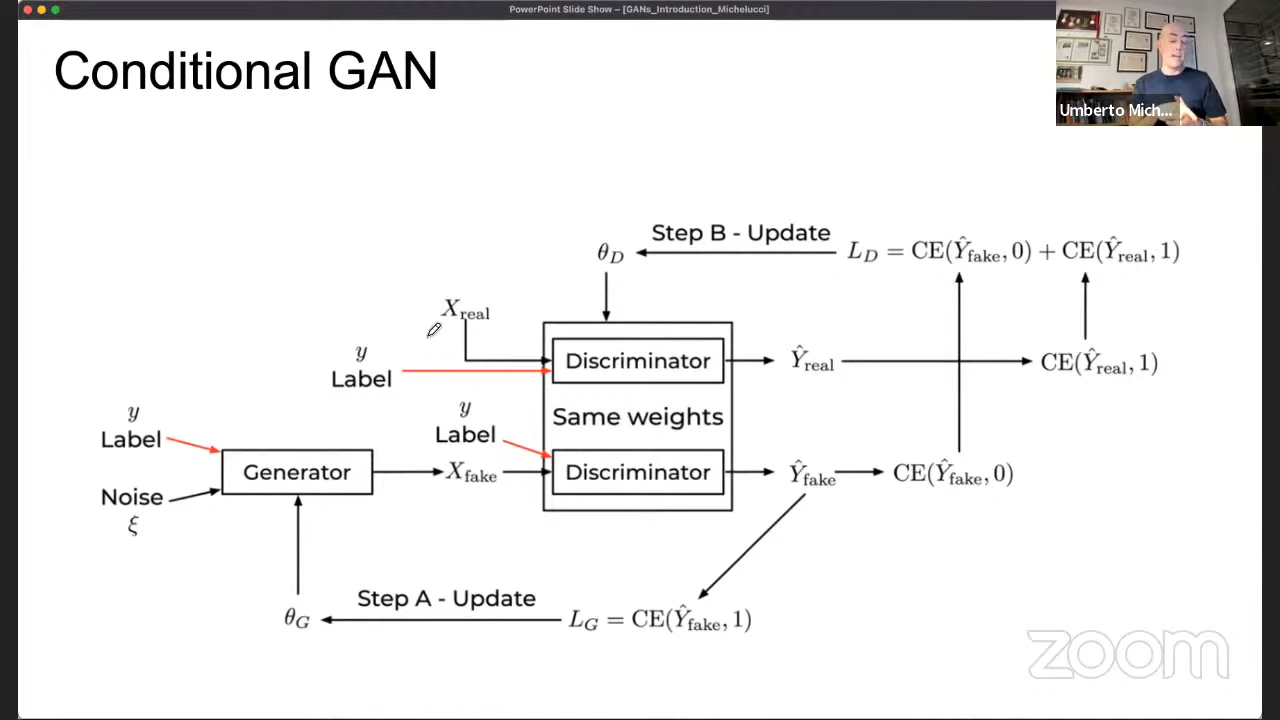 PowerPoint Slide Show – [GANs_Introduction_Michelucci]
Conditional GAN
Umberto Mich...
Step B - Update
θ_D
L_D = CE(Ŷ_fake, 0) + CE(Ŷ_real, 1)
X_real
y
Label
Discriminator
Ŷ_real
CE(Ŷ_real, 1)
Same weights
y
Label
y
Label
Generator
X_fake
Discriminator
Ŷ_fake
CE(Ŷ_fake, 0)
Noise
ξ
Step A - Update
θ_G
L_G = CE(Ŷ_fake, 1)
zoom